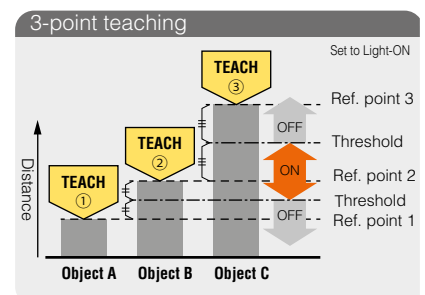 3-point teaching
Set to Light-ON
TEACH
③
Ref. point 3
OFF
TEACH
②
Threshold
ON
TEACH
①
Ref. point 2
Threshold
OFF
Ref. point 1
Distance
Object A
Object B
Object C